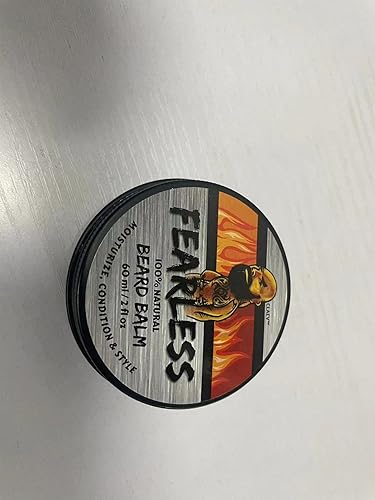 FEARLESS
100% NATURAL
BEARD BALM
60 ml / 2 fl oz
MOISTURIZE, CONDITION & STYLE